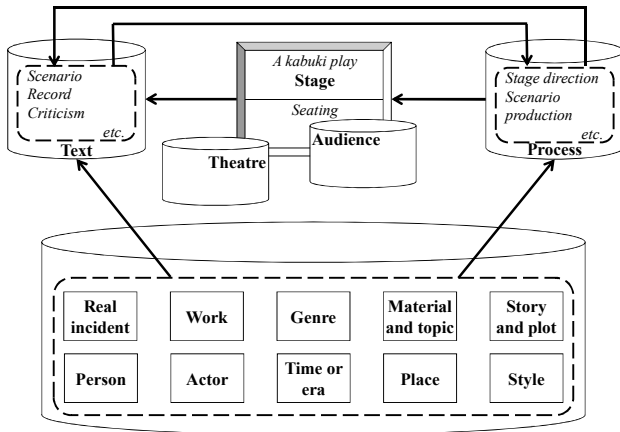 Scenario
Record
Criticism
etc.
Text
A kabuki play
Stage
Seating
Theatre
Audience
Stage direction
Scenario
production
etc.
Process
Real
incident
Work
Genre
Material
and topic
Story
and plot
Person
Actor
Time or
era
Place
Style